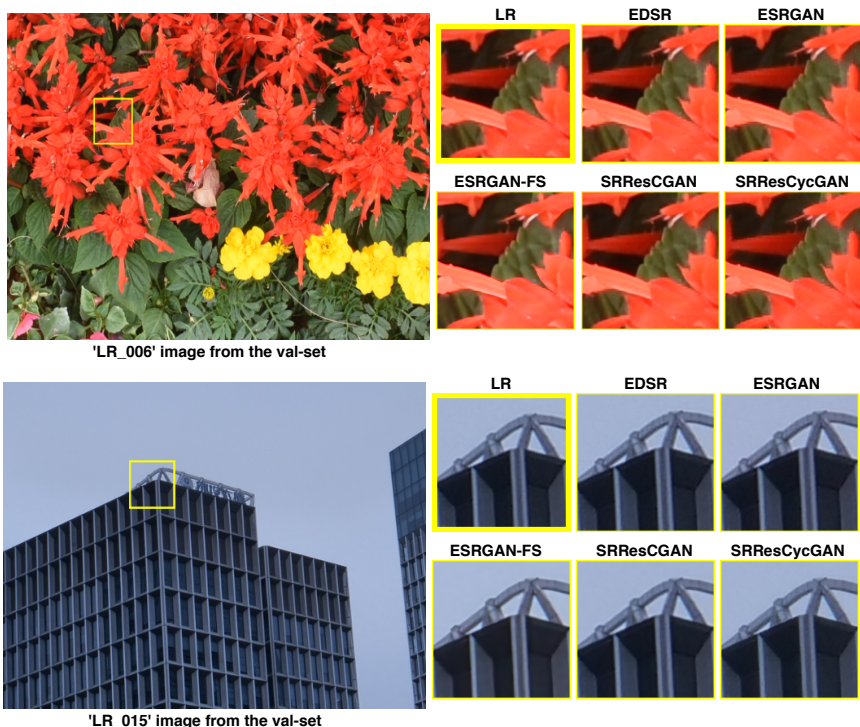 LR
EDSR
ESRGAN
ESRGAN-FS
SRResCGAN
SRResCycGAN
'LR_006' image from the val-set
LR
EDSR
ESRGAN
ESRGAN-FS
SRResCGAN
SRResCycGAN
'LR_015' image from the val-set